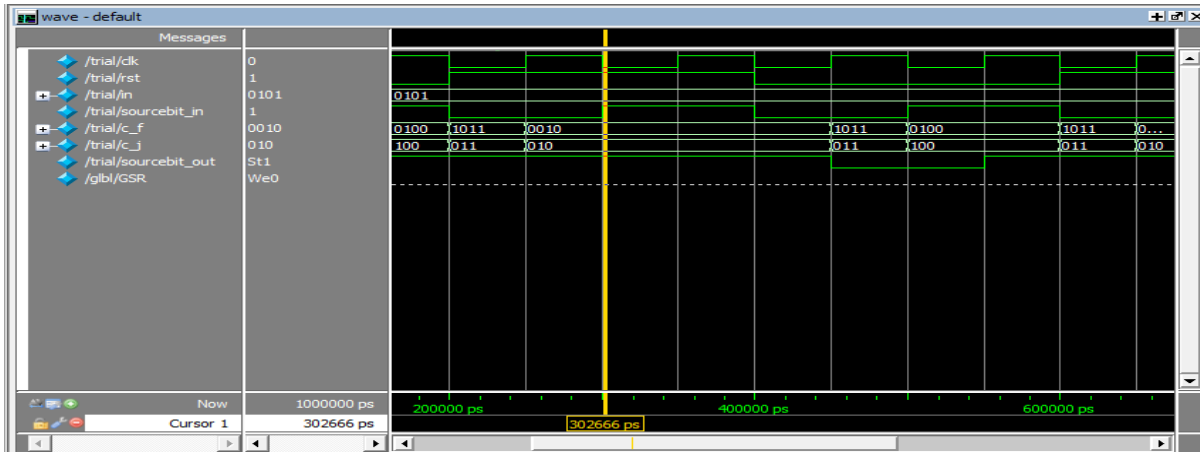 wave - default
Messages
/trial/clk 0
/trial/rst 1
/trial/in 0101 0101
/trial/sourcebit_in 1
/trial/c_f 0010 0100 1011 0010 1011 0100 1011 0...
/trial/c_j 010 100 011 010 011 100 011 010
/trial/sourcebit_out St1
/glbl/GSR We0
Now 1000000 ps 200000 ps 400000 ps 600000 ps
Cursor 1 302666 ps 302666 ps